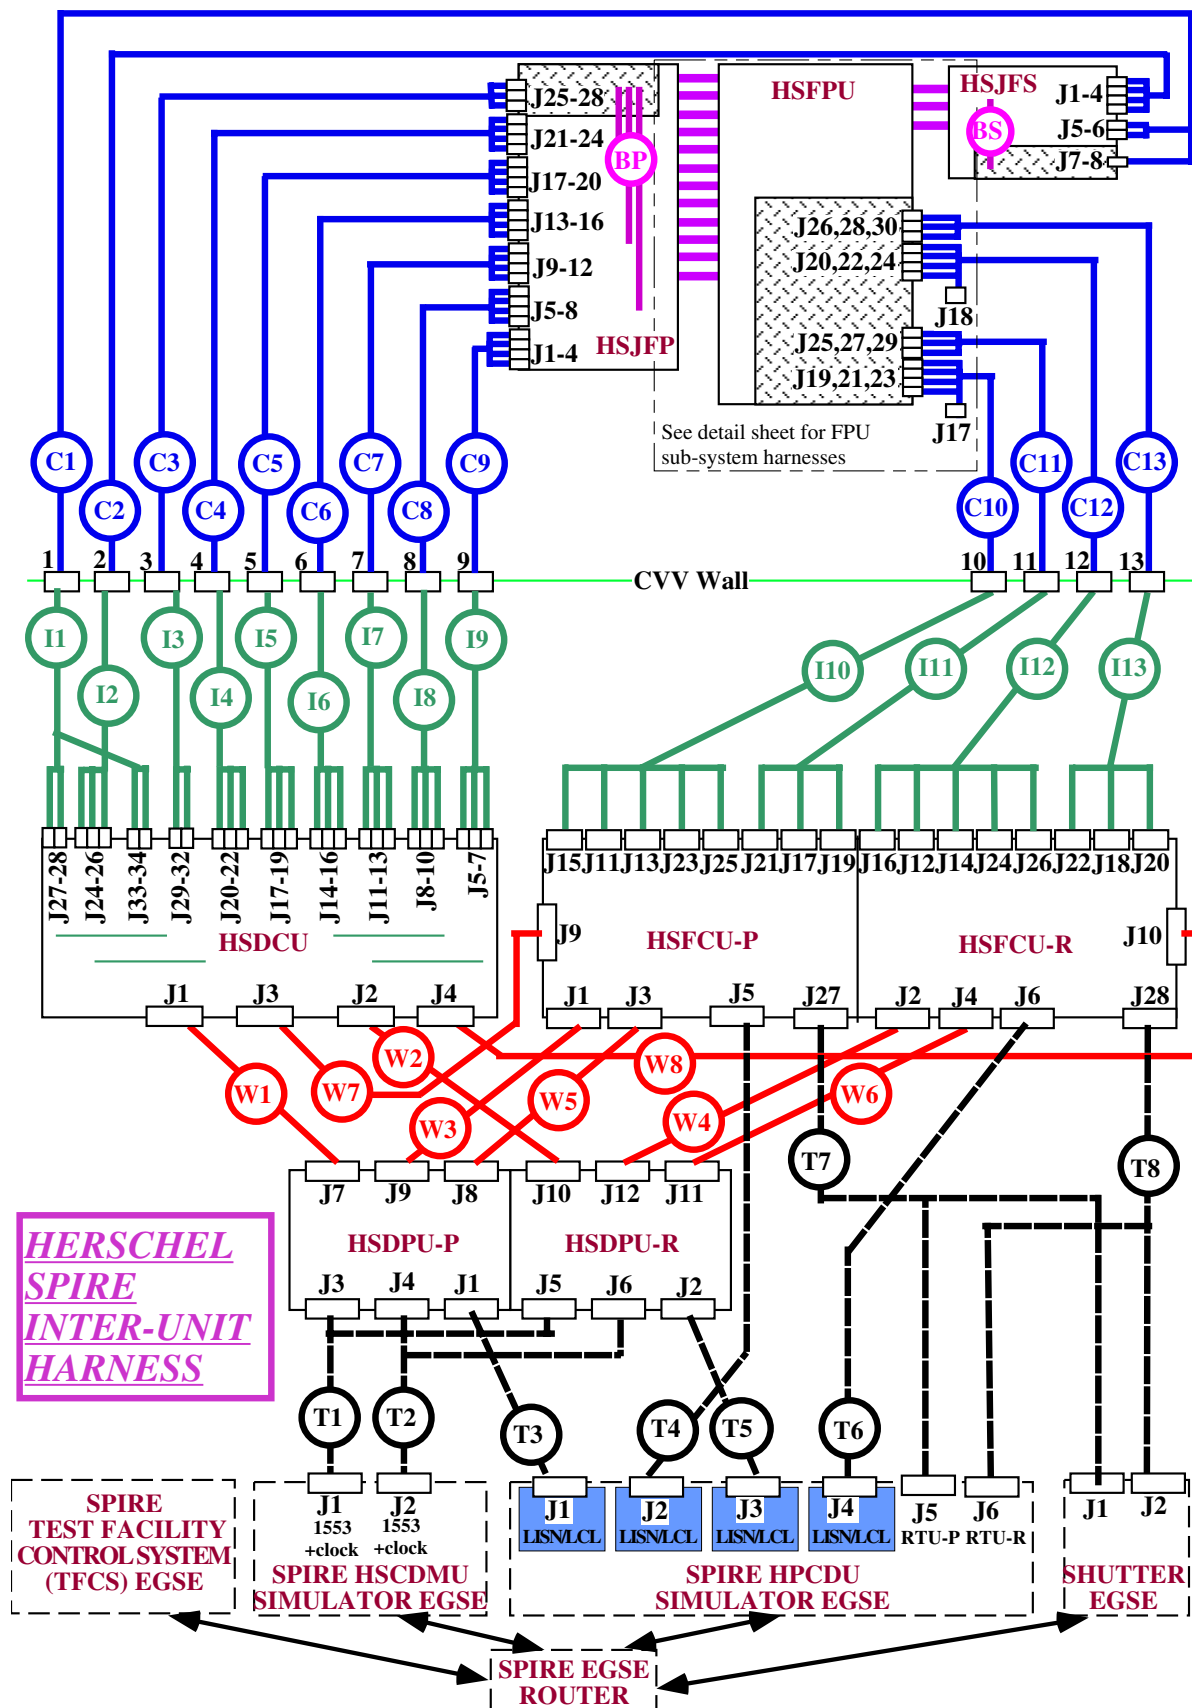 HSJFP
HSFPU
HSJFS
J25-28
J21-24
J17-20
J13-16
J9-12
J5-8
J1-4
BP
BS
J1-4
J5-6
J7-8
J26,28,30
J20,22,24
J18
J25,27,29
J19,21,23
J17
See detail sheet for FPU
sub-system harnesses
C1
C2
C3
C4
C5
C6
C7
C8
C9
C10
C11
C12
C13
1
2
3
4
5
6
7
8
9
CVV Wall
10
11
12
13
I1
I2
I3
I4
I5
I6
I7
I8
I9
I10
I11
I12
I13
J27-28
J24-26
J33-34
J29-32
J20-22
J17-19
J14-16
J11-13
J8-10
J5-7
HSDCU
J1
J3
J2
J4
J15
J11
J13
J23
J25
J21
J17
J19
J16
J12
J14
J24
J26
J22
J18
J20
J9
HSFCU-P
HSFCU-R
J10
J1
J3
J5
J27
J2
J4
J6
J28
W1
W7
W2
W3
W5
W8
W4
W6
T7
T8
J7
J9
J8
J10
J12
J11
HSDPU-P
HSDPU-R
J3
J4
J1
J5
J6
J2
HERSCHEL
SPIRE
INTER-UNIT
HARNESS
T1
T2
T3
T4
T5
T6
SPIRE
TEST FACILITY
CONTROL SYSTEM
(TFCS) EGSE
J1
1553
+clock
J2
1553
+clock
SPIRE HSCDMU
SIMULATOR EGSE
J1
LISN/LCL
J2
LISN/LCL
J3
LISN/LCL
J4
LISN/LCL
J5
RTU-P
J6
RTU-R
SPIRE HPCDU
SIMULATOR EGSE
J1
J2
SHUTTER
EGSE
SPIRE EGSE
ROUTER